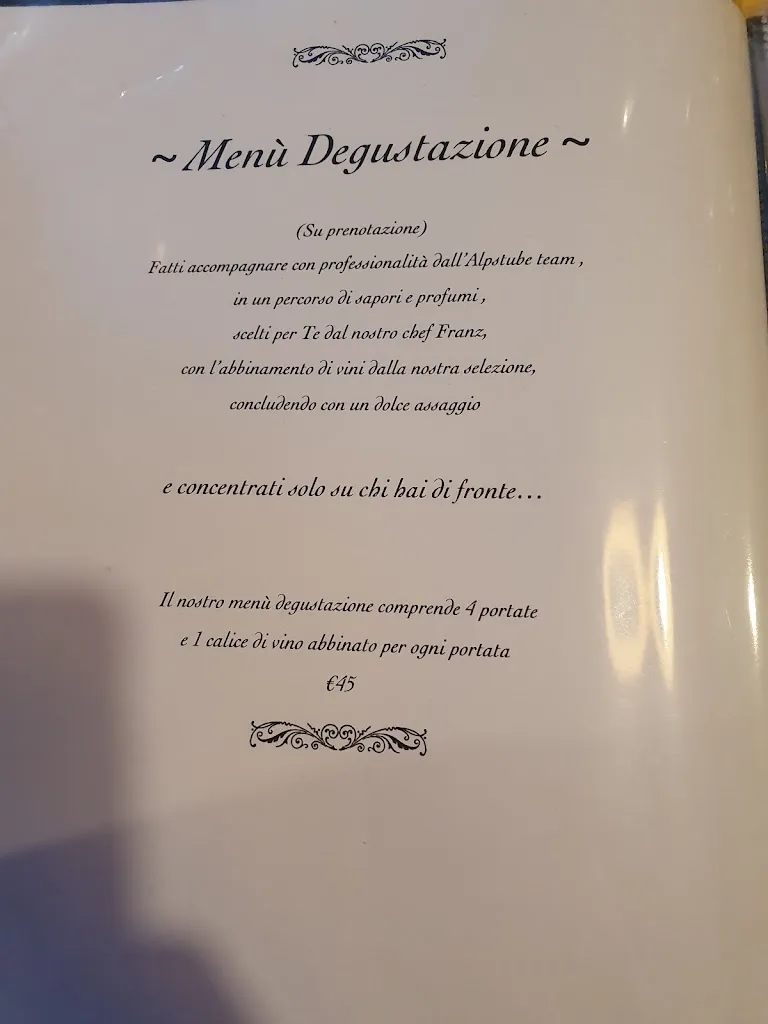 ~ Menù Degustazione ~
(Su prenotazione)
Fatti accompagnare con professionalità dall'Alpstube team ,
in un percorso di sapori e profumi ,
scelti per Te dal nostro chef Franz,
con l'abbinamento di vini dalla nostra selezione,
concludendo con un dolce assaggio
e concentrati solo su chi hai di fronte...
Il nostro menù degustazione comprende 4 portate
e 1 calice di vino abbinato per ogni portata
€45